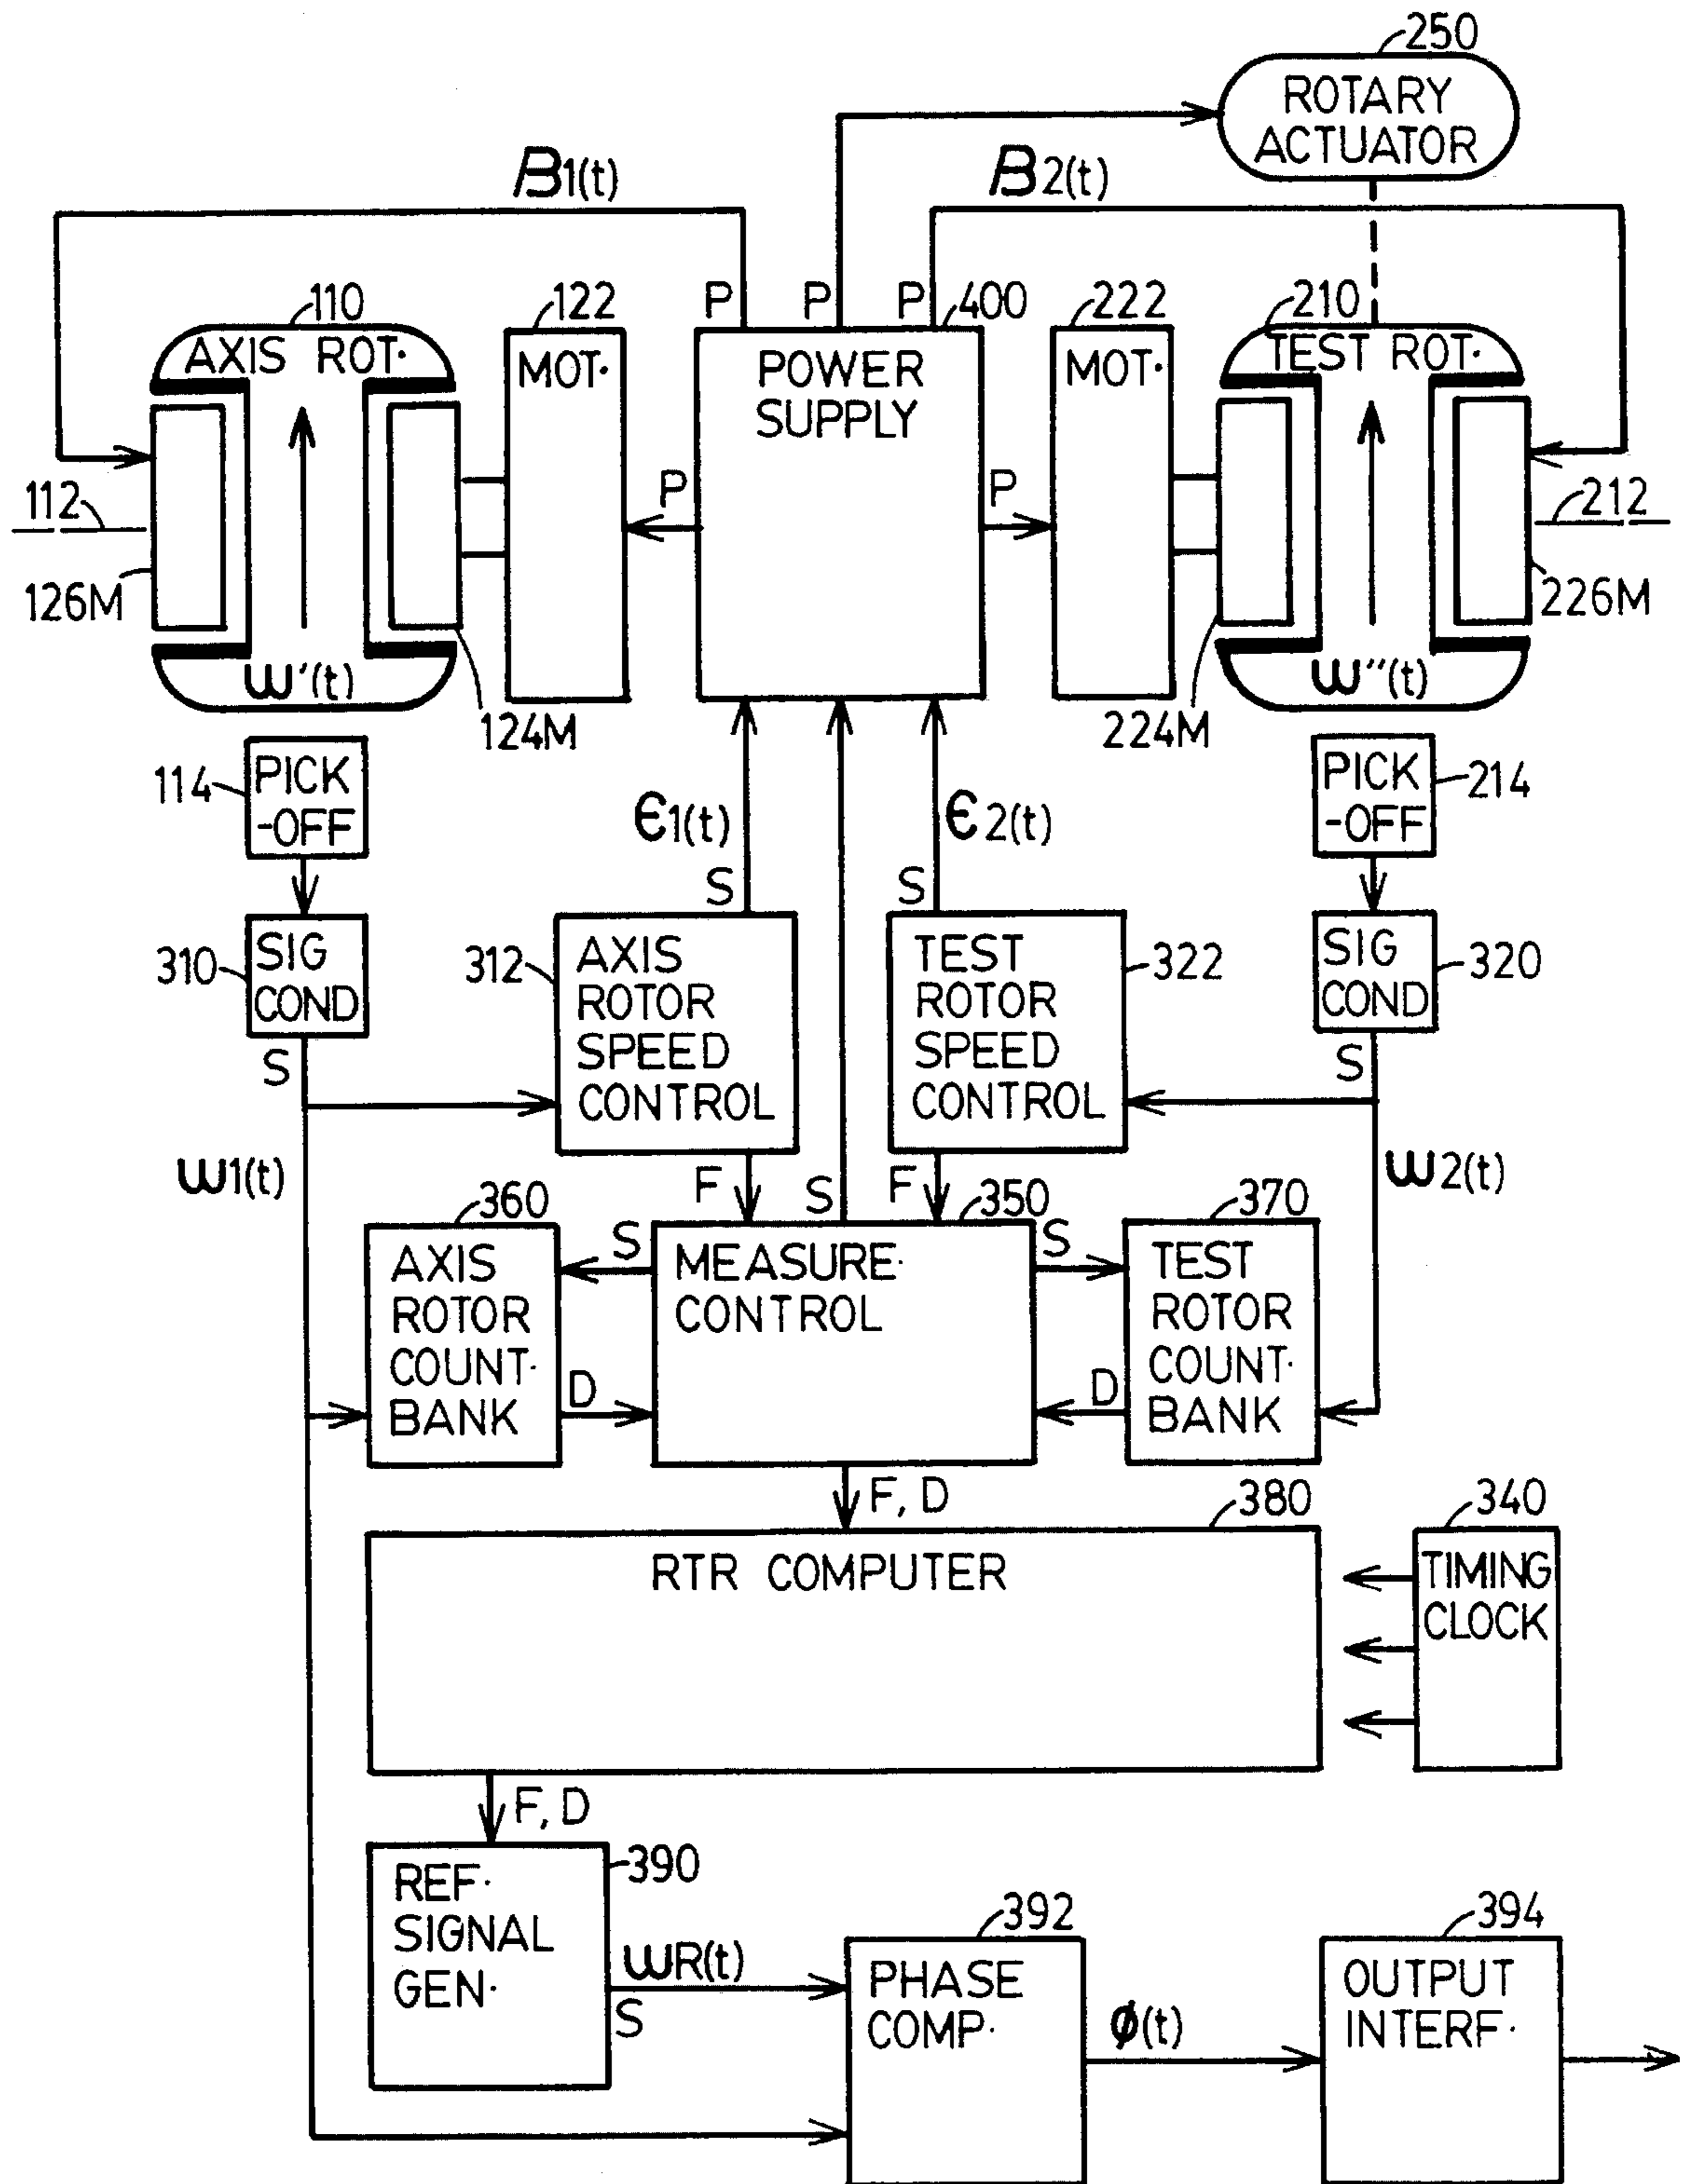 250
ROTARY
ACTUATOR
β1(t)
β2(t)
110
122
P
P
P
400
222
210
AXIS ROT.
MOT.
POWER
SUPPLY
MOT.
TEST ROT.
112
P
P
212
126M
226M
ω'(t)
ω''(t)
124M
224M
114
PICK
-OFF
PICK
-OFF
214
ϵ1(t)
ϵ2(t)
S
S
310
SIG
COND
312
AXIS
ROTOR
SPEED
CONTROL
TEST
ROTOR
SPEED
CONTROL
322
SIG
COND
320
S
S
ω1(t)
F
S
F
ω2(t)
360
350
370
AXIS
ROTOR
COUNT.
BANK
S
MEASURE.
CONTROL
S
TEST
ROTOR
COUNT.
BANK
D
D
F, D
380
340
RTR COMPUTER
TIMING
CLOCK
F, D
390
REF.
SIGNAL
GEN.
ωR(t)
S
392
394
PHASE
COMP.
ϕ(t)
OUTPUT
INTERF.